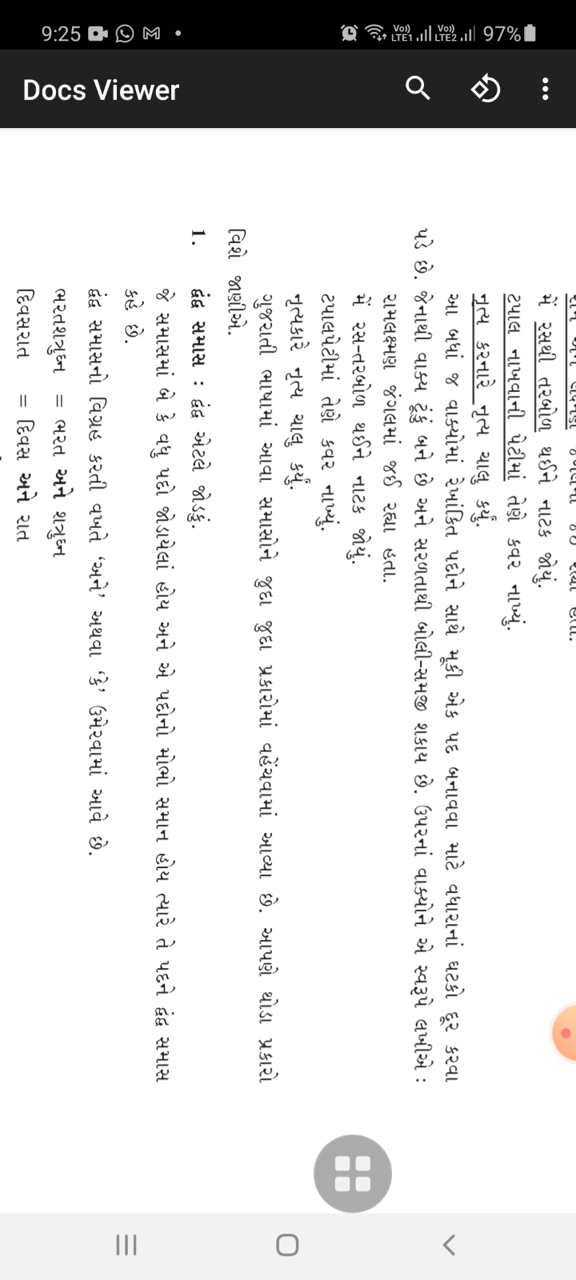 9:25
Vo)) LTE1 Vo)) LTE2 97%
Docs Viewer
મેં રસથી તરબોળ થઈને નાટક જોયું.
ટપાલ નાખવાની પેટીમાં તેણે કવર નાખ્યું.
નૃત્ય કરનારે નૃત્ય ચાલુ કર્યું.
આ બધાં જ વાક્યોમાં રેખાંકિત પદોને સાથે મૂકી એક પદ બનાવવા માટે વધારાનાં ઘટકો દૂર કરવા
પડે છે. જેનાથી વાક્ય ટૂંકું બને છે અને સરળતાથી બોલી-સમજી શકાય છે. ઉપરનાં વાક્યોને એ સ્વરૂપે લખીએ :
રામલક્ષ્મણ જંગલમાં જઈ રહ્યા હતા.
મેં રસ-તરબોળ થઈને નાટક જોયું.
ટપાલપેટીમાં તેણે કવર નાખ્યું.
નૃત્યકારે નૃત્ય ચાલુ કર્યું.
ગુજરાતી ભાષામાં આવા સમાસોને જુદા જુદા પ્રકારોમાં વહેંચવામાં આવ્યા છે. આપણે થોડા પ્રકારો
વિશે જાણીએ.
1. દ્વંદ્વ સમાસ : દ્વંદ્વ એટલે જોડકું.
જે સમાસમાં બે કે વધુ પદો જોડાયેલાં હોય અને એ પદોનો મોભો સમાન હોય ત્યારે તે પદને દ્વંદ્વ સમાસ
કહે છે.
દ્વંદ્વ સમાસનો વિગ્રહ કરતી વખતે ‘અને’ અથવા ‘કે’ ઉમેરવામાં આવે છે.
ભરતશત્રુઘ્ન = ભરત અને શત્રુઘ્ન
દિવસરાત = દિવસ અને રાત